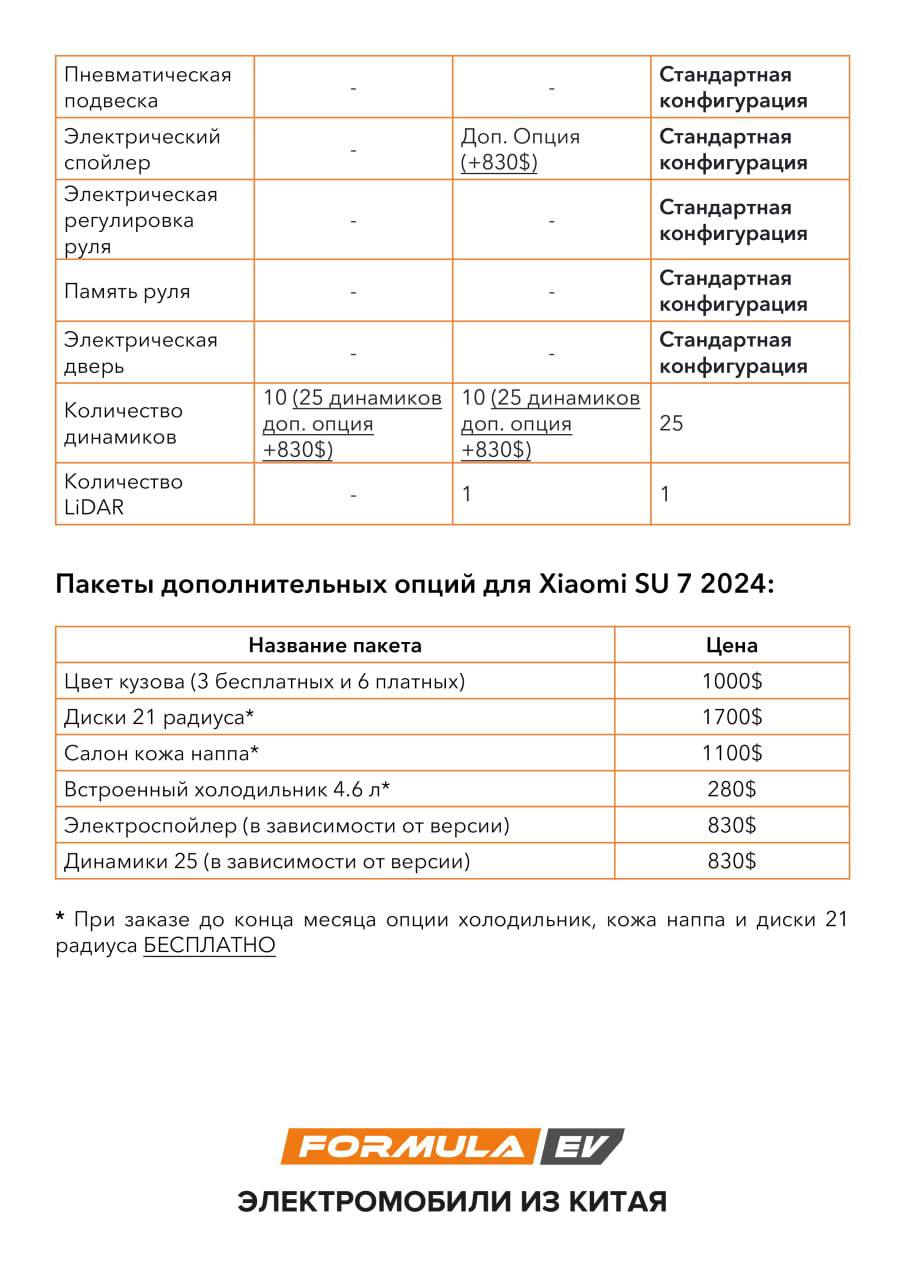 Пневматическая
подвеска
-
-
Стандартная
конфигурация
Электрический
спойлер
-
Доп. Опция
(+830$)
Стандартная
конфигурация
Электрическая
регулировка
руля
-
-
Стандартная
конфигурация
Память руля
-
-
Стандартная
конфигурация
Электрическая
дверь
-
-
Стандартная
конфигурация
Количество
динамиков
10 (25 динамиков
доп. опция
+830$)
10 (25 динамиков
доп. опция
+830$)
25
Количество
LiDAR
-
1
1
Пакеты дополнительных опций для Xiaomi SU 7 2024:
Название пакета
Цена
Цвет кузова (3 бесплатных и 6 платных)
1000$
Диски 21 радиуса*
1700$
Салон кожа наппа*
1100$
Встроенный холодильник 4.6 л*
280$
Электроспойлер (в зависимости от версии)
830$
Динамики 25 (в зависимости от версии)
830$
* При заказе до конца месяца опции холодильник, кожа наппа и диски 21
радиуса БЕСПЛАТНО
FORMULA EV
ЭЛЕКТРОМОБИЛИ ИЗ КИТАЯ